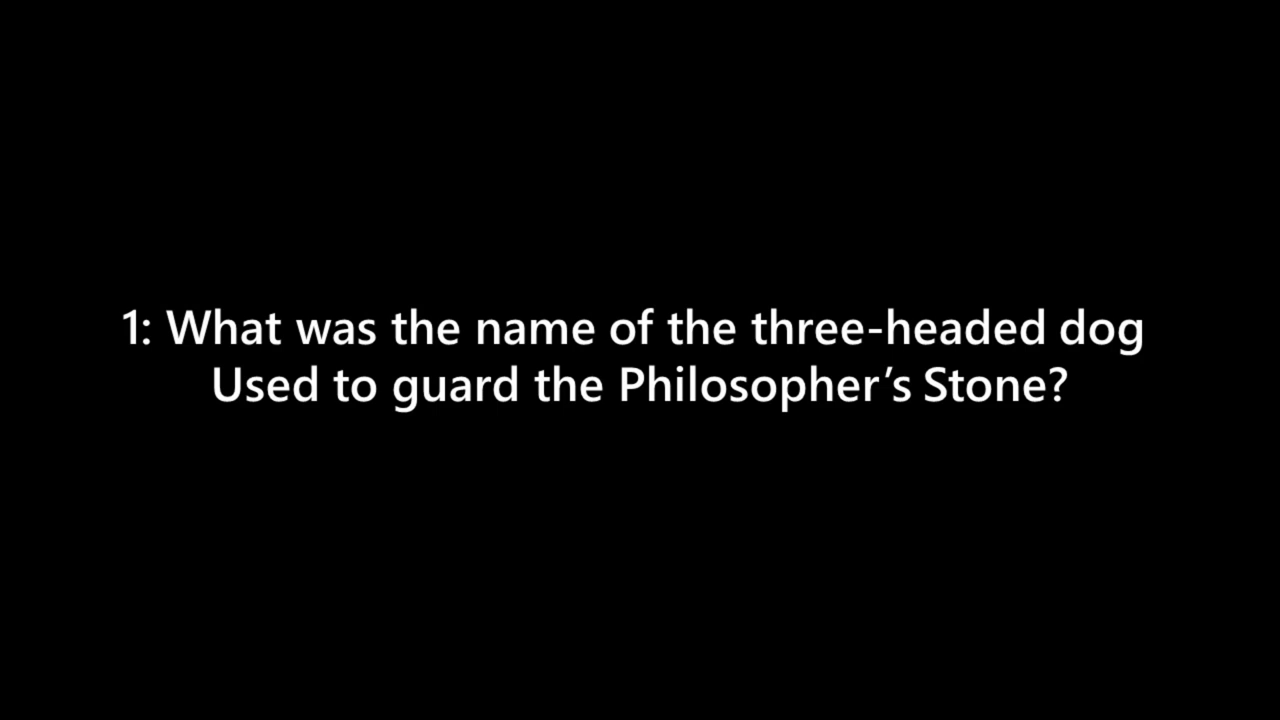 1: What was the name of the three-headed dog
Used to guard the Philosopher’s Stone?